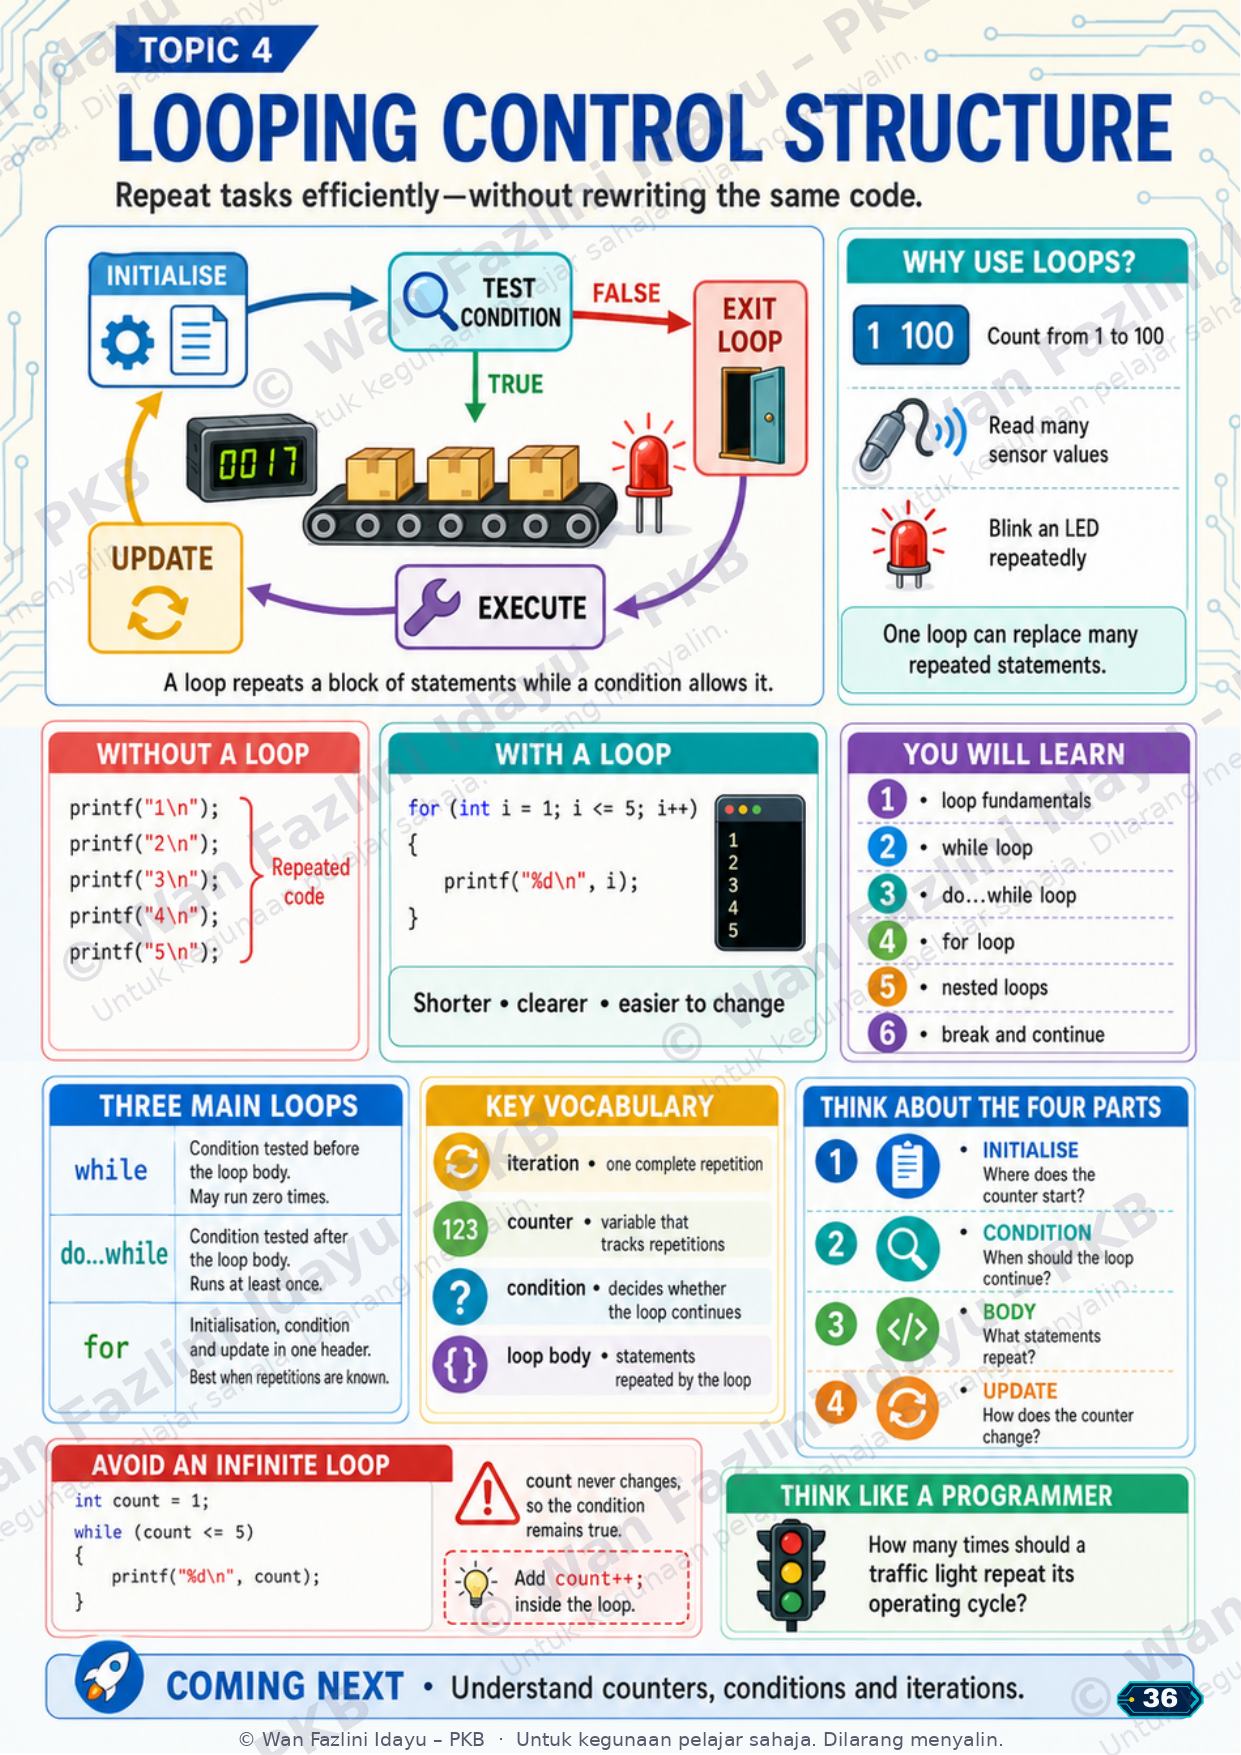 TOPIC 4
LOOPING CONTROL STRUCTURE
Repeat tasks efficiently—without rewriting the same code.
INITIALISE
TEST
CONDITION
FALSE
EXIT
LOOP
TRUE
0017
UPDATE
EXECUTE
A loop repeats a block of statements while a condition allows it.
WHY USE LOOPS?
1 100
Count from 1 to 100
Read many
sensor values
Blink an LED
repeatedly
One loop can replace many
repeated statements.
WITHOUT A LOOP
printf("1\n");
printf("2\n");
printf("3\n");
printf("4\n");
printf("5\n");
Repeated
code
WITH A LOOP
for (int i = 1; i <= 5; i++)
{
printf("%d\n", i);
}
1
2
3
4
5
Shorter • clearer • easier to change
YOU WILL LEARN
1 • loop fundamentals
2 • while loop
3 • do...while loop
4 • for loop
5 • nested loops
6 • break and continue
THREE MAIN LOOPS
while
Condition tested before
the loop body.
May run zero times.
do...while
Condition tested after
the loop body.
Runs at least once.
for
Initialisation, condition
and update in one header.
Best when repetitions are known.
KEY VOCABULARY
iteration • one complete repetition
123
counter • variable that
tracks repetitions
?
condition • decides whether
the loop continues
{}
loop body • statements
repeated by the loop
THINK ABOUT THE FOUR PARTS
1 • INITIALISE
Where does the
counter start?
2 • CONDITION
When should the loop
continue?
3 </> • BODY
What statements
repeat?
4 • UPDATE
How does the counter
change?
AVOID AN INFINITE LOOP
int count = 1;
while (count <= 5)
{
printf("%d\n", count);
}
count never changes,
so the condition
remains true.
Add count++;
inside the loop.
THINK LIKE A PROGRAMMER
How many times should a
traffic light repeat its
operating cycle?
COMING NEXT • Understand counters, conditions and iterations.
36
© Wan Fazlini Idayu – PKB · Untuk kegunaan pelajar sahaja. Dilarang menyalin.
© Wan Fazlini Idayu – PKB
Untuk kegunaan pelajar sahaja. Dilarang menyalin.